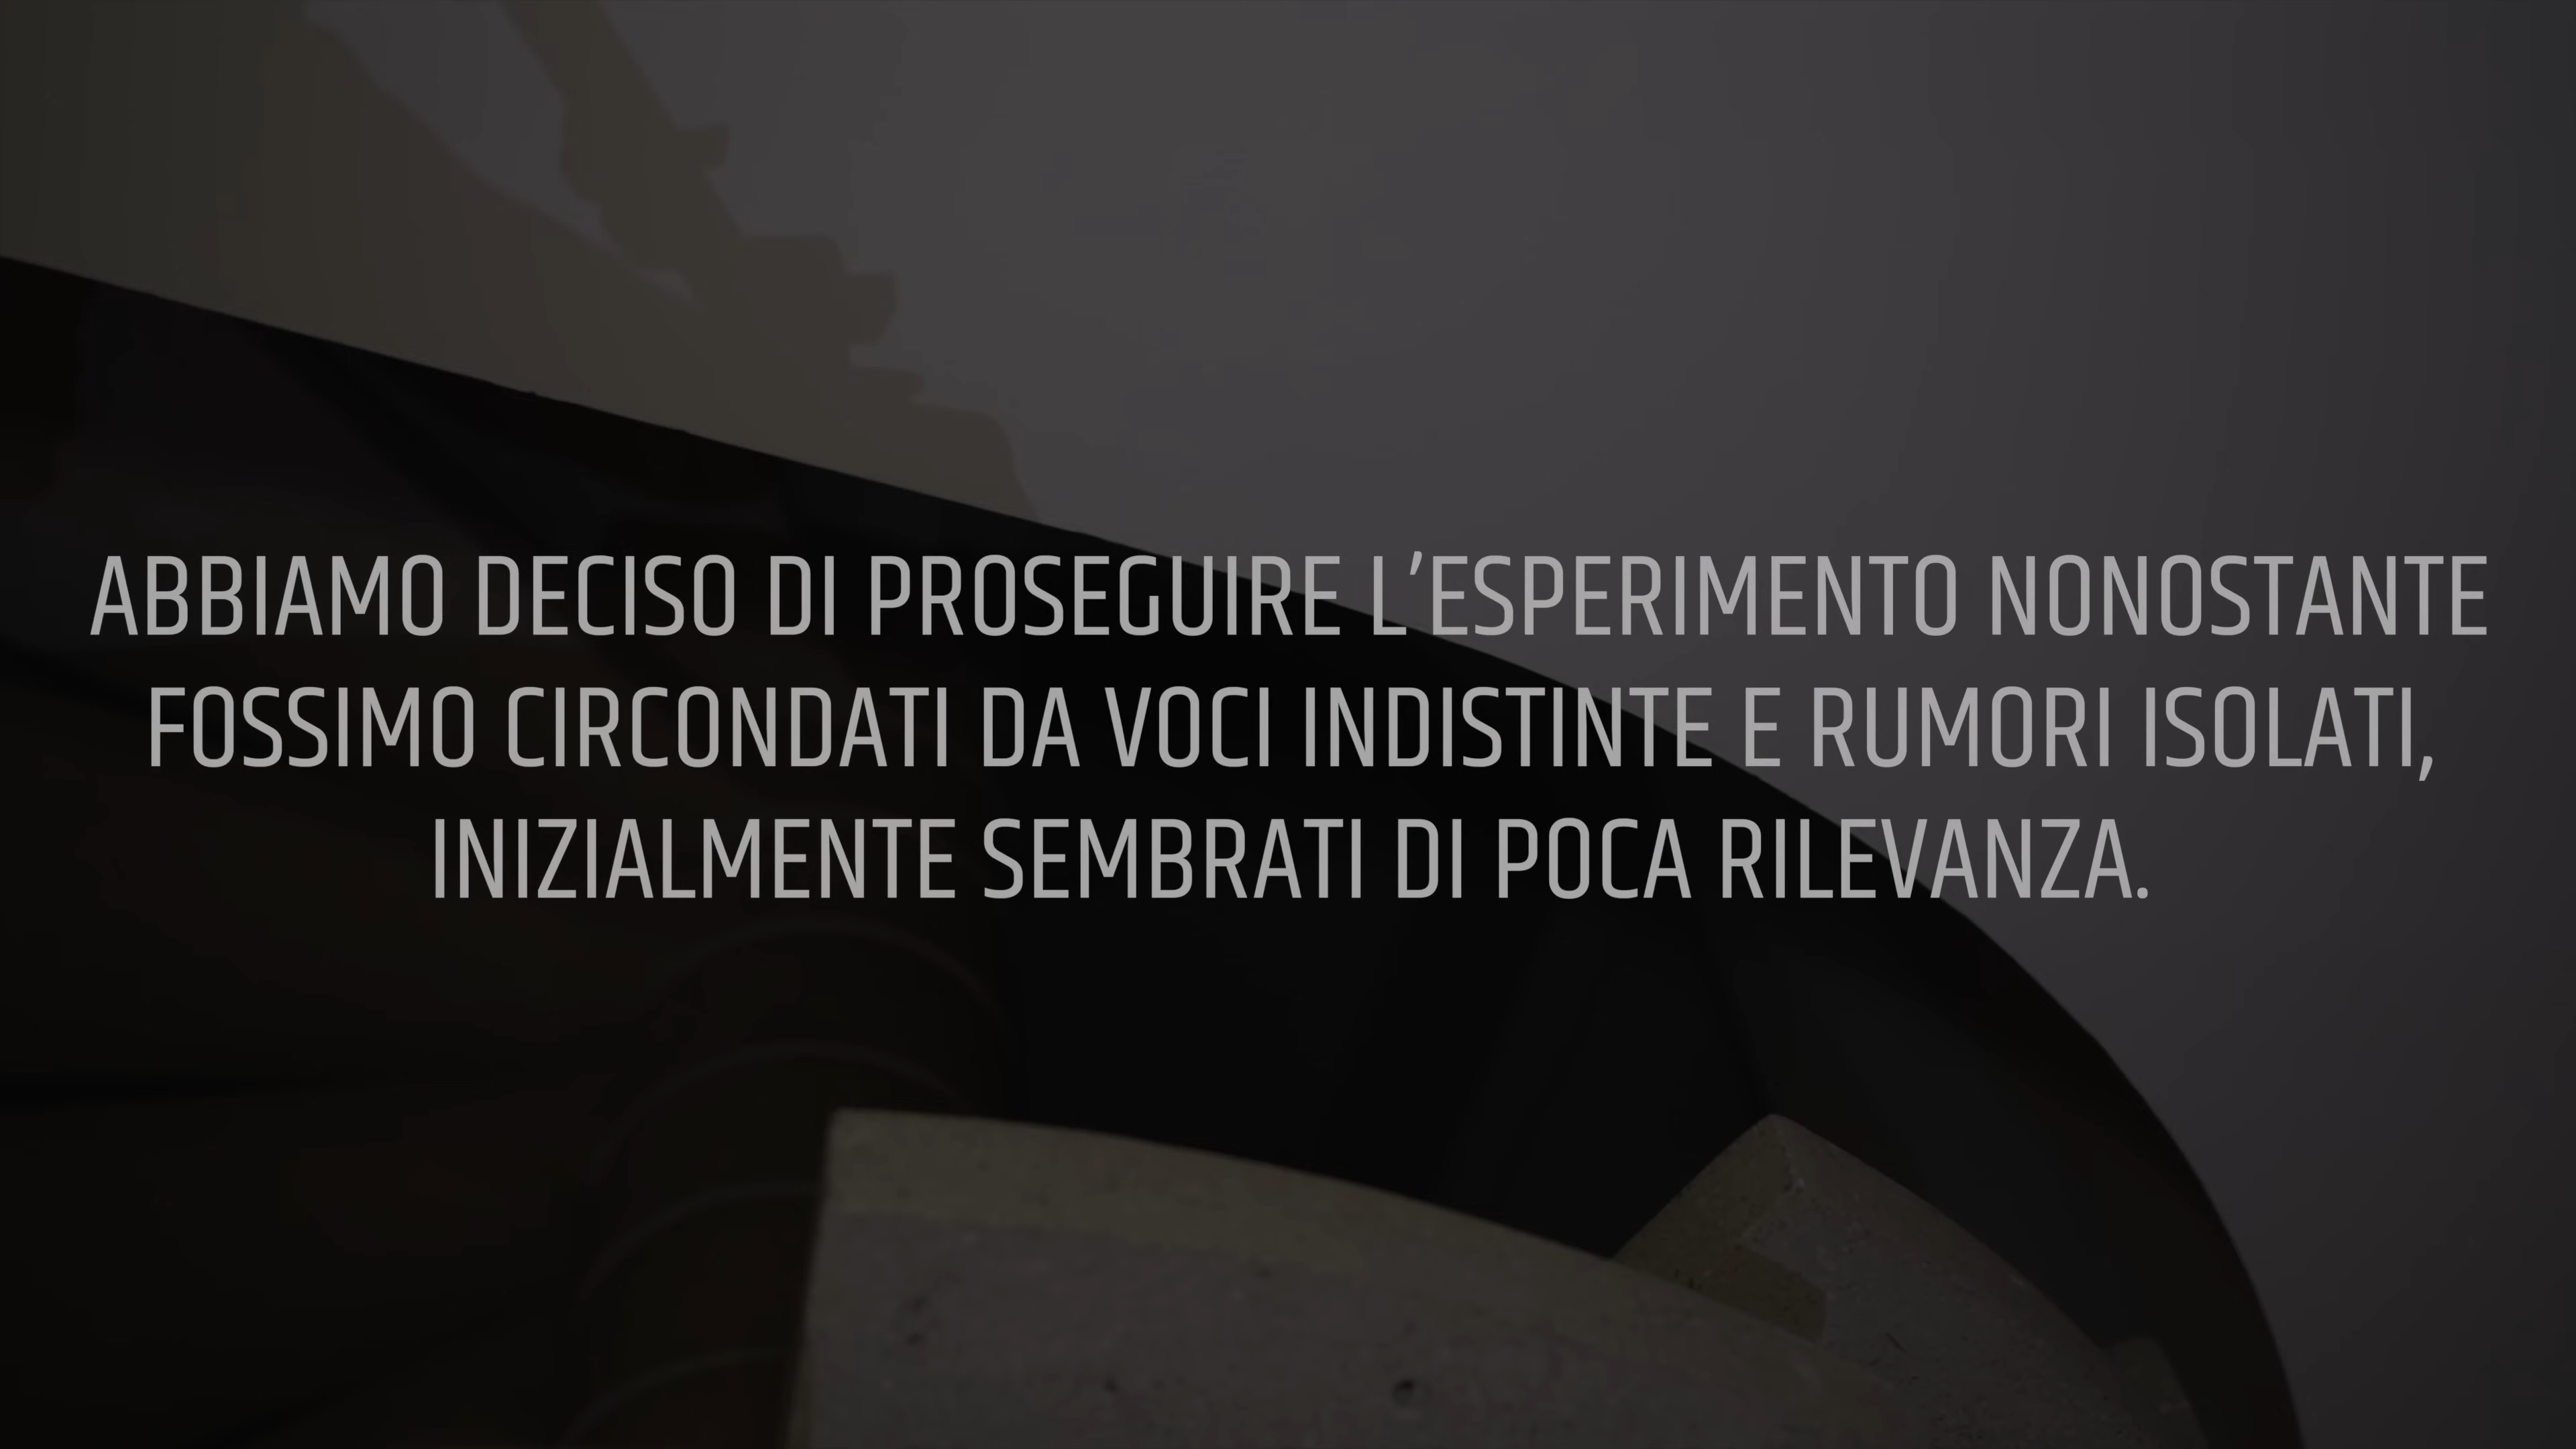 ABBIAMO DECISO DI PROSEGUIRE L’ESPERIMENTO NONOSTANTE
FOSSIMO CIRCONDATI DA VOCI INDISTINTE E RUMORI ISOLATI,
INIZIALMENTE SEMBRATI DI POCA RILEVANZA.